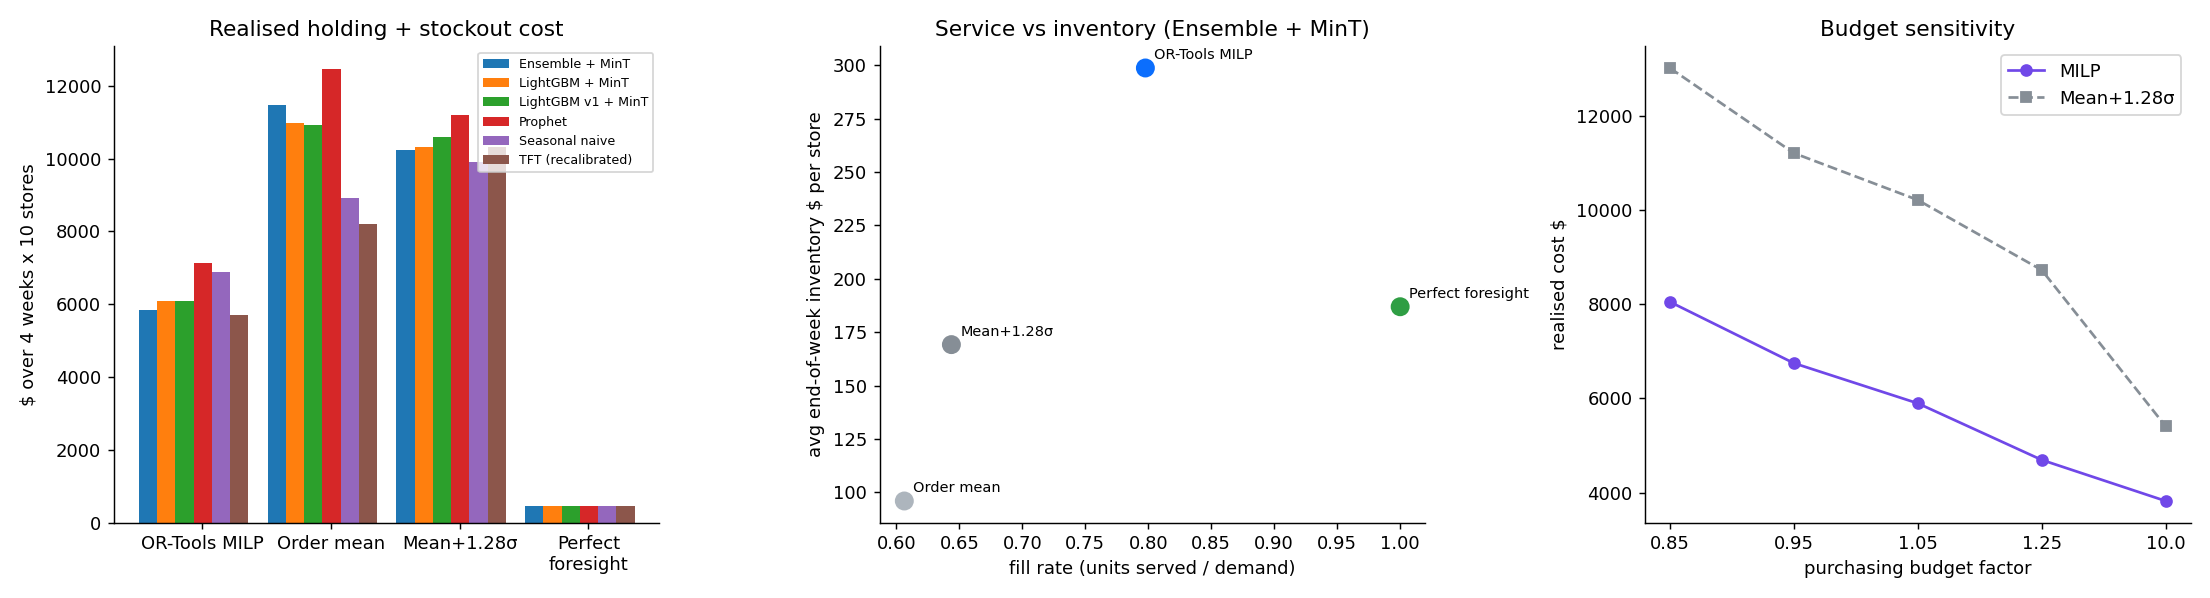 Realised holding + stockout cost
$ over 4 weeks x 10 stores
12000
10000
8000
6000
4000
2000
0
Ensemble + MinT
LightGBM + MinT
LightGBM v1 + MinT
Prophet
Seasonal naive
TFT (recalibrated)
OR-Tools MILP
Order mean
Mean+1.28σ
Perfect
foresight
Service vs inventory (Ensemble + MinT)
avg end-of-week inventory $ per store
300
275
250
225
200
175
150
125
100
OR-Tools MILP
Perfect foresight
Mean+1.28σ
Order mean
0.60 0.65 0.70 0.75 0.80 0.85 0.90 0.95 1.00
fill rate (units served / demand)
Budget sensitivity
realised cost $
12000
10000
8000
6000
4000
MILP
Mean+1.28σ
0.85 0.95 1.05 1.25 10.0
purchasing budget factor